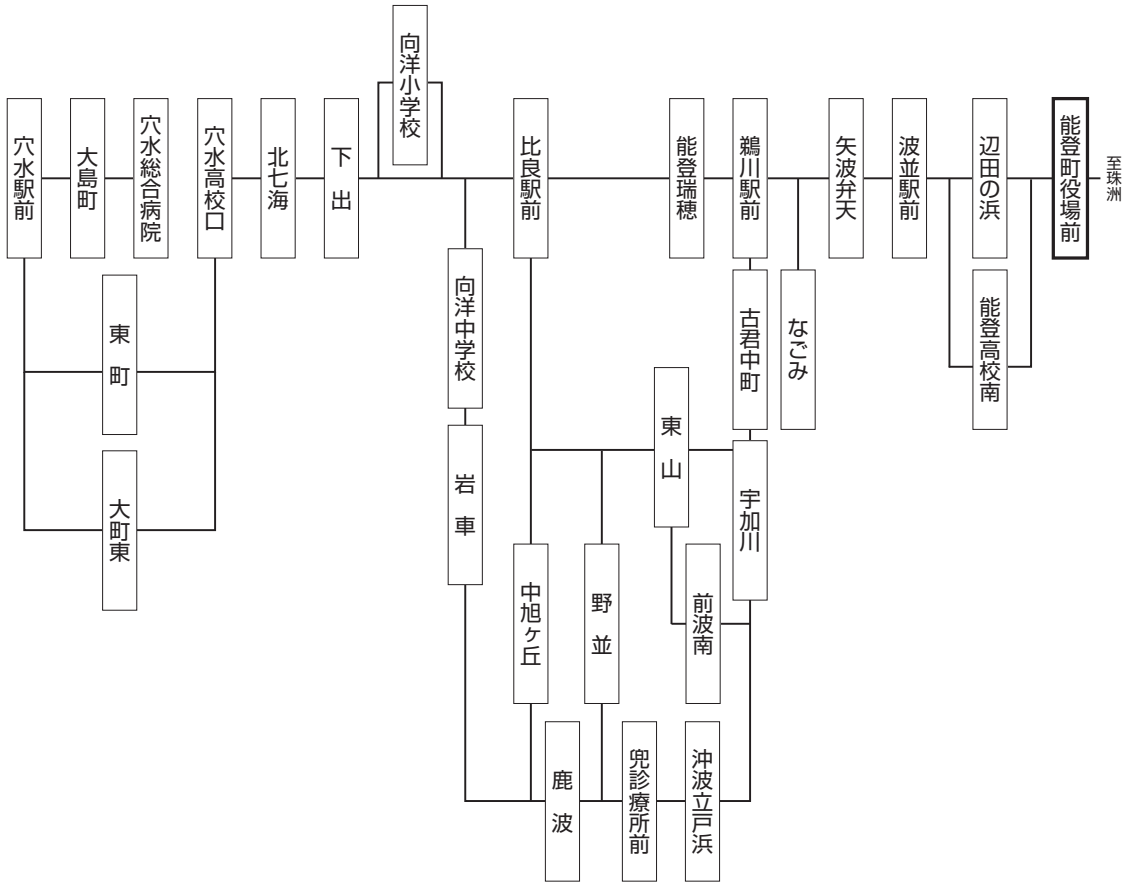 向洋小学校
穴水駅前
大島町
穴水総合病院
穴水高校口
北七海
下出
比良駅前
能登瑞穂
鵜川駅前
矢波弁天
波並駅前
辺田の浜
能登町役場前
至珠洲
東町
大町東
向洋中学校
岩車
古君中町
なごみ
能登高校南
東山
宇加川
中旭ヶ丘
野並
前波南
鹿波
兜診療所前
沖波立戸浜